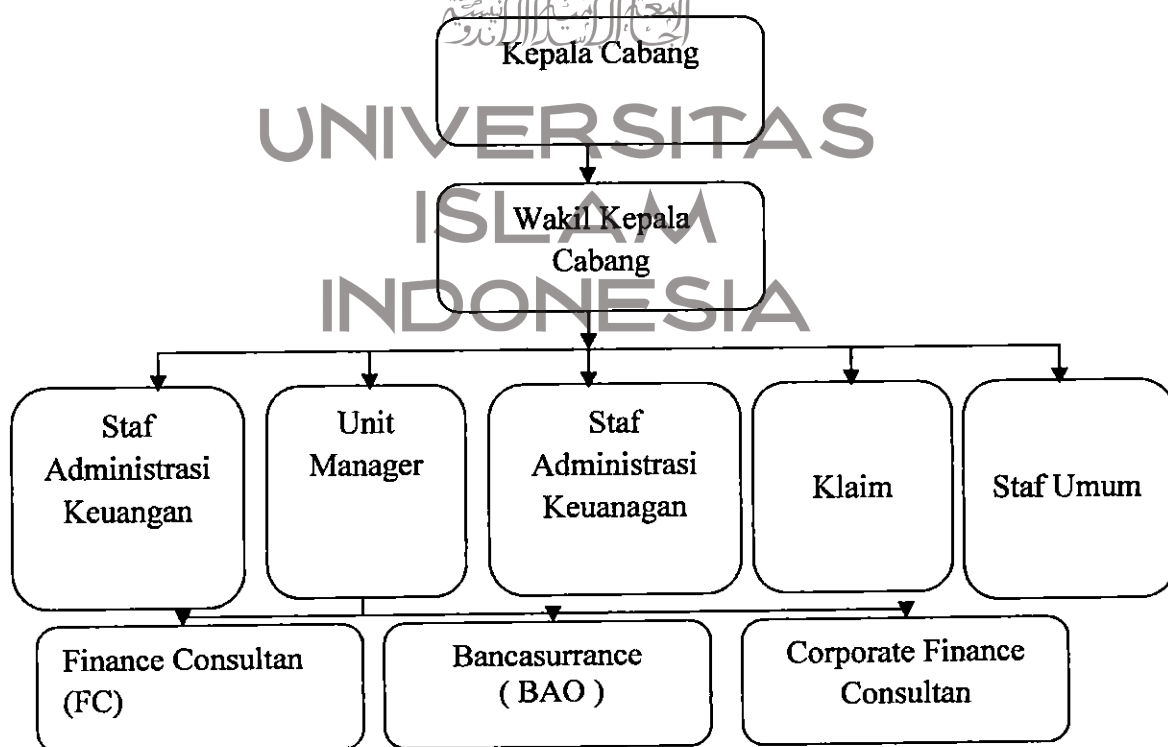 Kepala Cabang
UNIVERSITAS
ISLAM
INDONESIA
Wakil Kepala
Cabang
Staf
Administrasi
Keuangan
Unit
Manager
Staf
Administrasi
Keuanagan
Klaim
Staf Umum
Finance Consultan
(FC)
Bancasurrance
( BAO )
Corporate Finance
Consultan